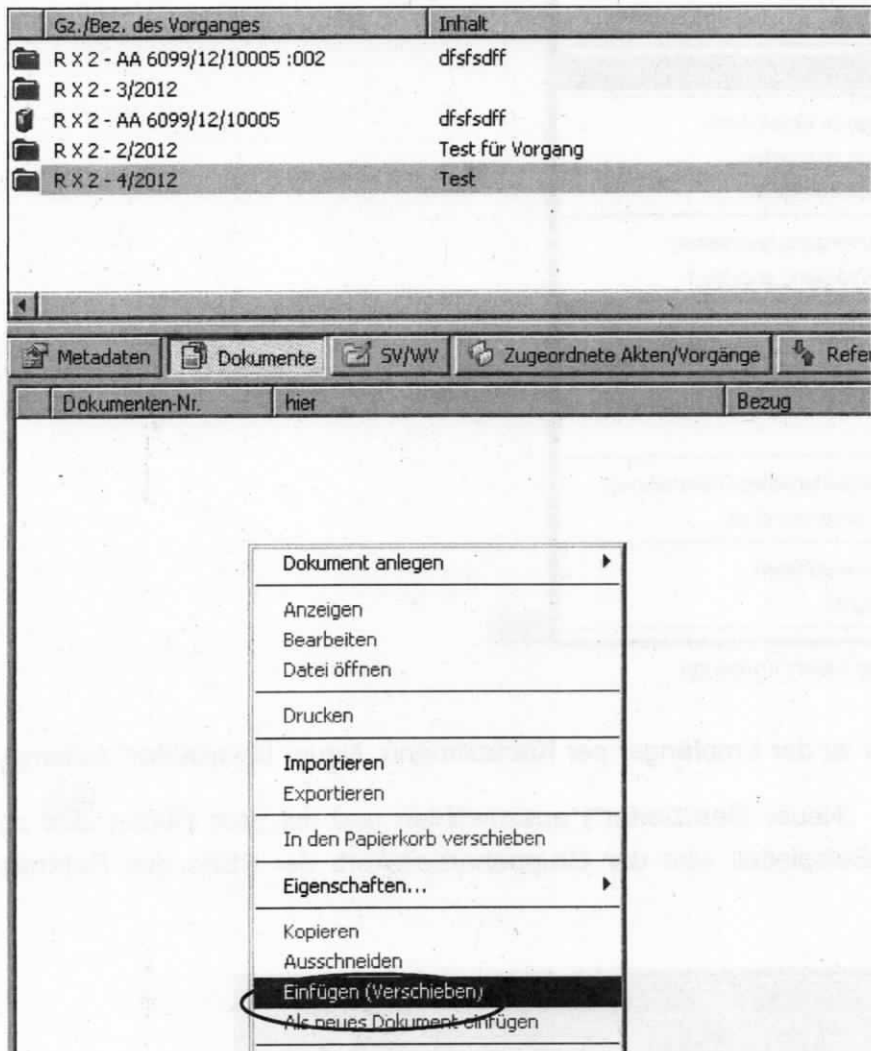 Gz./Bez. des Vorganges Inhalt
R X 2 - AA 6099/12/10005 :002 dfsfsdff
R X 2 - 3/2012
R X 2 - AA 6099/12/10005 dfsfsdff
R X 2 - 2/2012 Test für Vorgang
R X 2 - 4/2012 Test
Metadaten Dokumente SV/WV Zugeordnete Akten/Vorgänge Refer
Dokumenten-Nr. hier Bezug
Dokument anlegen
Anzeigen
Bearbeiten
Datei öffnen
Drucken
Importieren
Exportieren
In den Papierkorb verschieben
Eigenschaften...
Kopieren
Ausschneiden
Einfügen (Verschieben)
Als neues Dokument einfügen